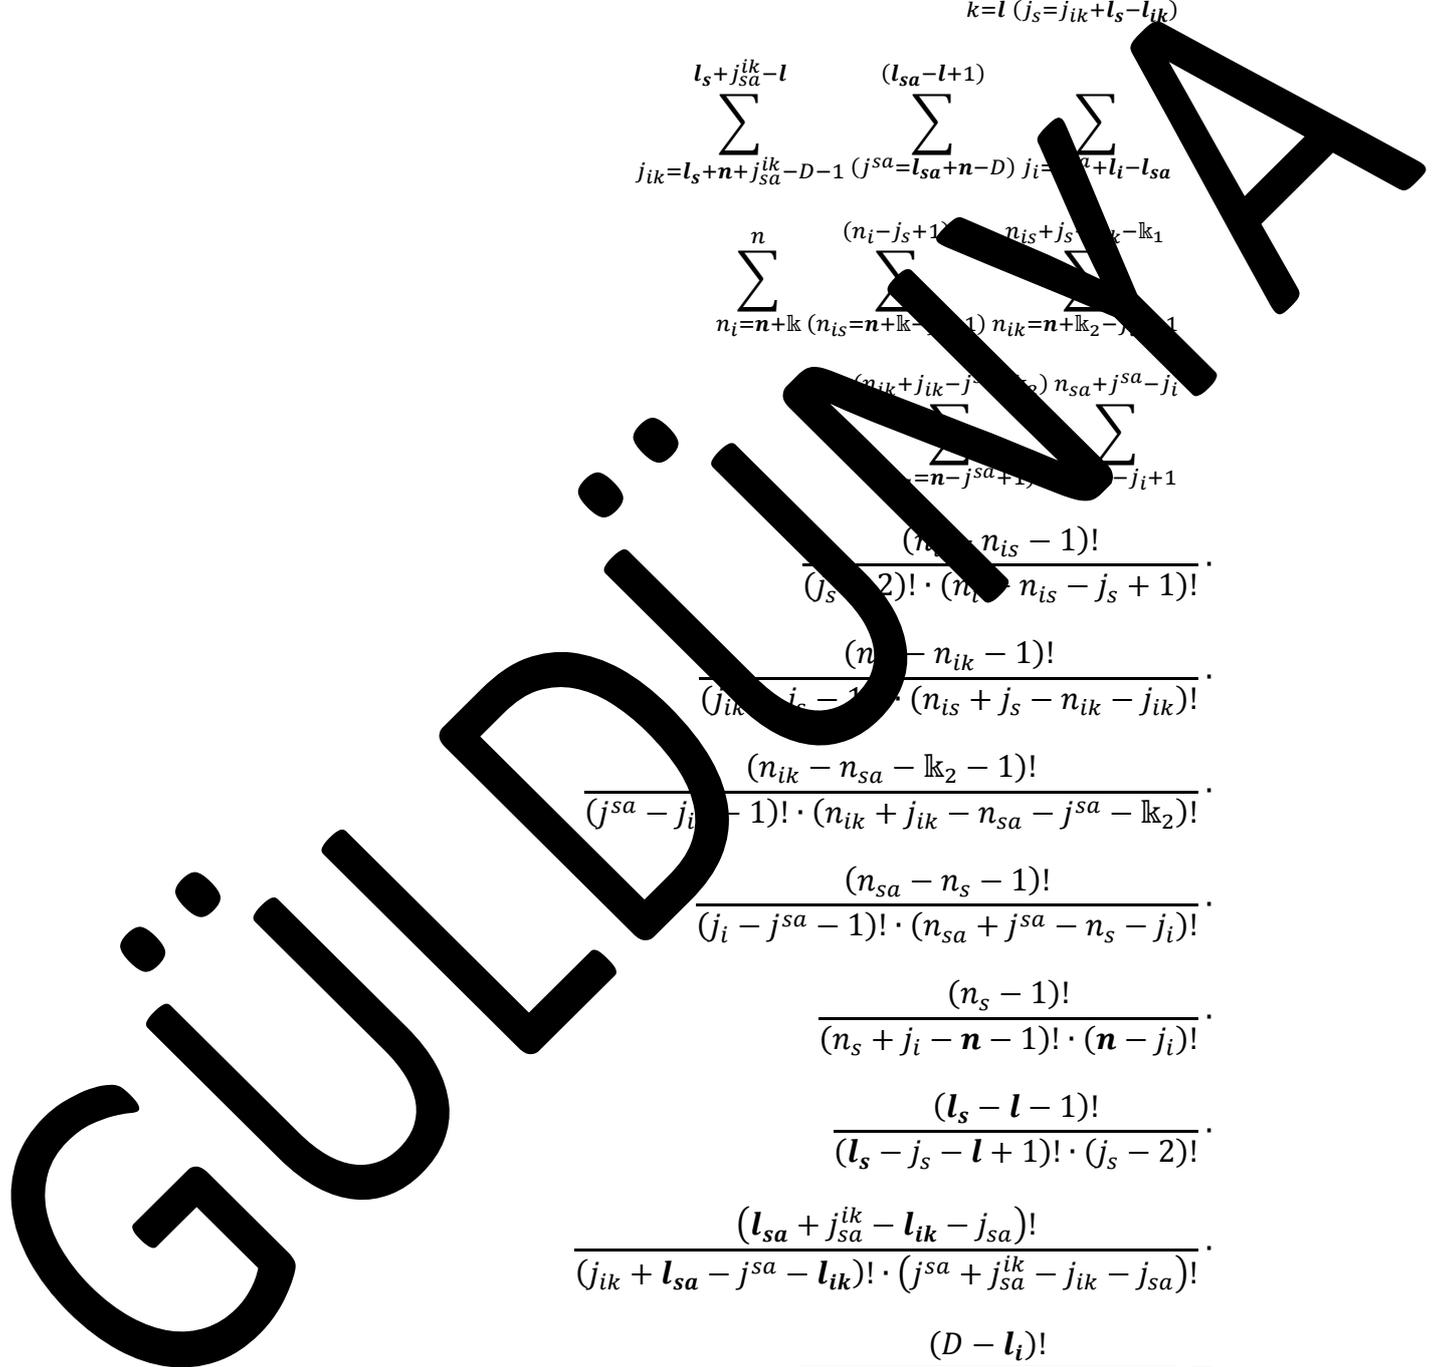 k=l (j_s=j_{ik}+l_s-l_{ik})
l_s+j_{sa}^{ik}-l (l_{sa}-l+1)
∑ ∑ ∑
j_{ik}=l_s+n+j_{sa}^{ik}-D-1 (j^{sa}=l_{sa}+n-D) +l_i-l_{sa}
n (n_i-j_s+1) -𝕜_1
∑ ∑ ∑
n_i=n+𝕜 (n_{is}=n+𝕜 n_{ik}=n+𝕜_2
n_{sa}+j^{sa}-j_i
∑ ∑
=n-j^{sa}+1) -j_i+1
n_{is} - 1)!
(n_i n_{is} - j_s + 1)! ·
- n_{ik} - 1)!
(n_{is} + j_s - n_{ik} - j_{ik})! ·
(n_{ik} - n_{sa} - 𝕜_2 - 1)!
(j^{sa} - - 1)! · (n_{ik} + j_{ik} - n_{sa} - j^{sa} - 𝕜_2)! ·
(n_{sa} - n_s - 1)!
(j_i - j^{sa} - 1)! · (n_{sa} + j^{sa} - n_s - j_i)! ·
(n_s - 1)!
(n_s + j_i - n - 1)! · (n - j_i)! ·
(l_s - l - 1)!
(l_s - j_s - l + 1)! · (j_s - 2)! ·
(l_{sa} + j_{sa}^{ik} - l_{ik} - j_{sa})!
(j_{ik} + l_{sa} - j^{sa} - l_{ik})! · (j^{sa} + j_{sa}^{ik} - j_{ik} - j_{sa})! ·
(D - l_i)!
GÜLDÜNYA